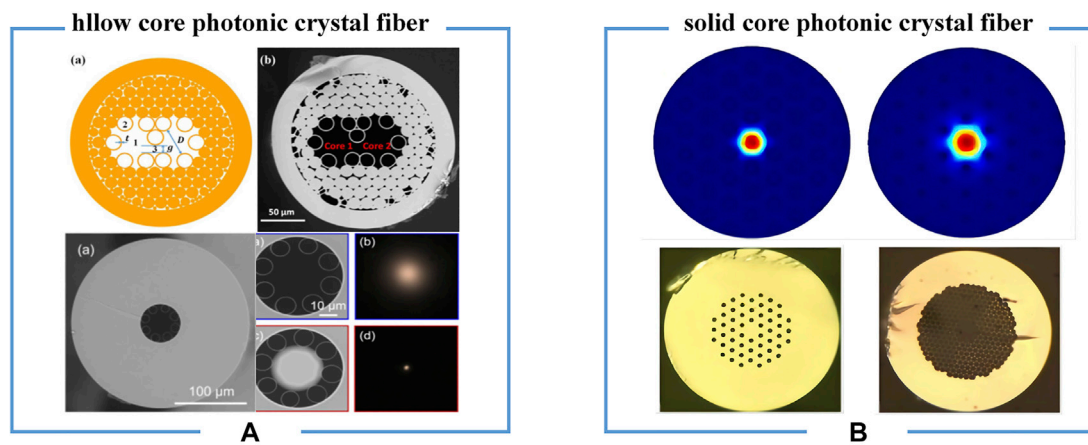 hllow core photonic crystal fiber
(a)
2
t
1
D
3
g
(b)
Core 1
Core 2
50 μm
(a)
100 μm
10 μm
(b)
(d)
A
solid core photonic crystal fiber
B